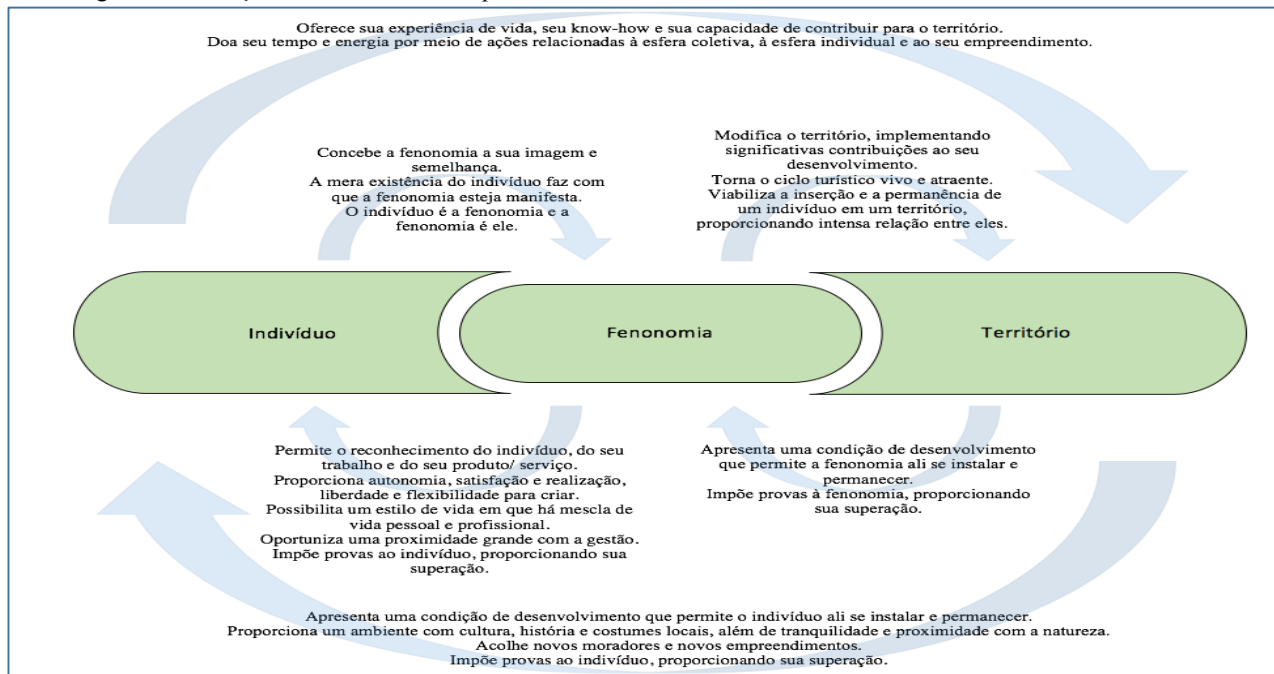 Oferece sua experiência de vida, seu know-how e sua capacidade de contribuir para o território.
Doa seu tempo e energia por meio de ações relacionadas à esfera coletiva, à esfera individual e ao seu empreendimento.
Concebe a fenonomia a sua imagem e
semelhança.
A mera existência do indivíduo faz com
que a fenonomia esteja manifesta.
O indivíduo é a fenonomia e a
fenonomia é ele.
Modifica o território, implementando
significativas contribuições ao seu
desenvolvimento.
Torna o ciclo turístico vivo e atraente.
Viabiliza a inserção e a permanência de
um indivíduo em um território,
proporcionando intensa relação entre eles.
Indivíduo
Fenonomia
Território
Permite o reconhecimento do indivíduo, do seu
trabalho e do seu produto/ serviço.
Proporciona autonomia, satisfação e realização,
liberdade e flexibilidade para criar.
Possibilita um estilo de vida em que há mescla de
vida pessoal e profissional.
Oportuniza uma proximidade grande com a gestão.
Impõe provas ao indivíduo, proporcionando sua
superação.
Apresenta uma condição de desenvolvimento
que permite a fenonomia ali se instalar e
permanecer.
Impõe provas à fenonomia, proporcionando
sua superação.
Apresenta uma condição de desenvolvimento que permite o indivíduo ali se instalar e permanecer.
Proporciona um ambiente com cultura, história e costumes locais, além de tranquilidade e proximidade com a natureza.
Acolhe novos moradores e novos empreendimentos.
Impõe provas ao indivíduo, proporcionando sua superação.